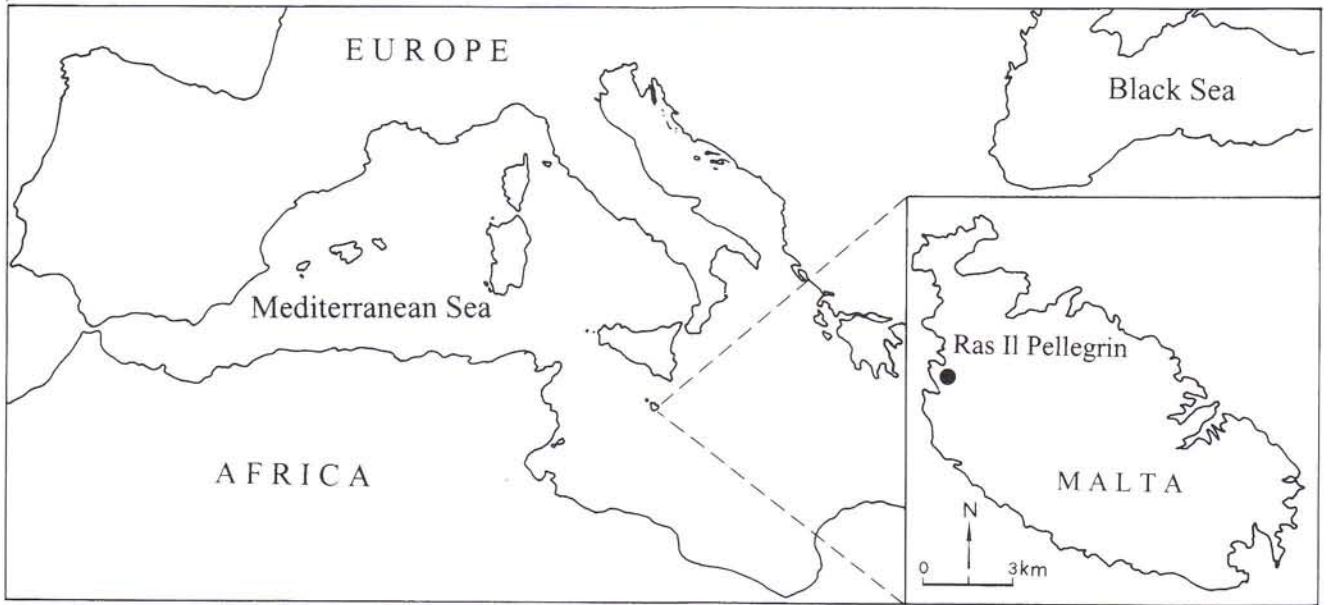 EUROPE
Black Sea
Mediterranean Sea
Ras Il Pellegrin
AFRICA
MALTA
N
0 3km